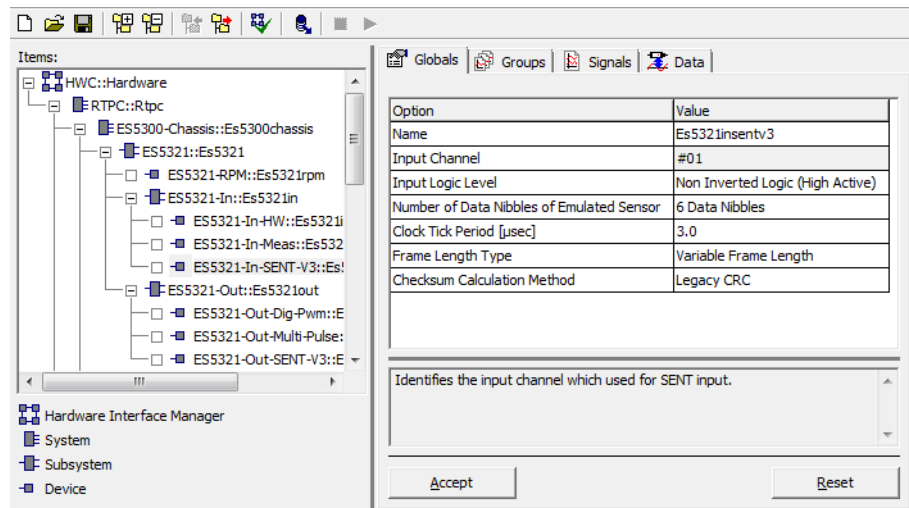 Items:
HWC::Hardware
RTPC::Rtpc
ES5300-Chassis::Es5300chassis
ES5321::Es5321
ES5321-RPM::Es5321rpm
ES5321-In::Es5321in
ES5321-In-HW::Es5321i
ES5321-In-Meas::Es532
ES5321-In-SENT-V3::Es!
ES5321-Out::Es5321out
ES5321-Out-Dig-Pwm::E
ES5321-Out-Multi-Pulse:
ES5321-Out-SENT-V3::E
Hardware Interface Manager
System
Subsystem
Device
Globals Groups Signals Data
Option Value
Name Es5321insentv3
Input Channel #01
Input Logic Level Non Inverted Logic (High Active)
Number of Data Nibbles of Emulated Sensor 6 Data Nibbles
Clock Tick Period [µsec] 3.0
Frame Length Type Variable Frame Length
Checksum Calculation Method Legacy CRC
Identifies the input channel which used for SENT input.
Accept Reset